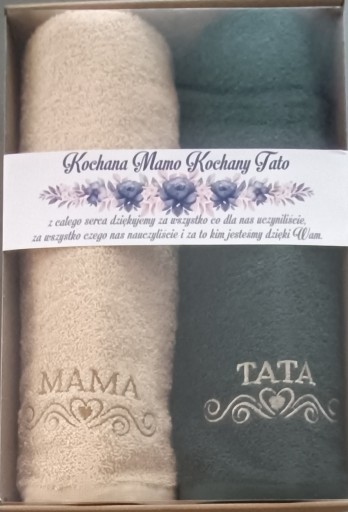 Kochana Mamo Kochany Tato
z całego serca dziękujemy za wszystko co dla nas uczyniliście,
za wszystko czego nas nauczyliście i za to kim jesteśmy dzięki Wam.
MAMA
TATA